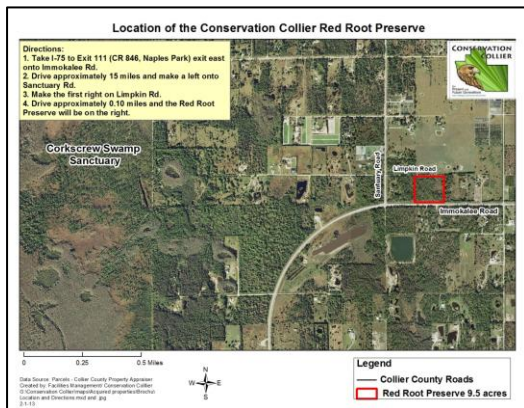 Location of the Conservation Collier Red Root Preserve
Directions:
1. Take I-75 to Exit 111 (CR 846, Naples Park) exit east
onto Immokalee Rd.
2. Drive approximately 15 miles and make a left onto
Sanctuary Rd.
3. Make the first right on Limpkin Rd.
4. Drive approximately 0.10 miles and the Red Root
Preserve will be on the right.
CONSERVATION
COLLIER
Corkscrew Swamp
Sanctuary
Sanctuary Road
Limpkin Road
Immokalee Road
0 0.25 0.5 Miles
N
W E
S
Data Source: Parcels - Collier County Property Appraiser
Created by: Facilities Management/ Conservation Collier
2-1-13
Legend
Collier County Roads
Red Root Preserve 9.5 acres